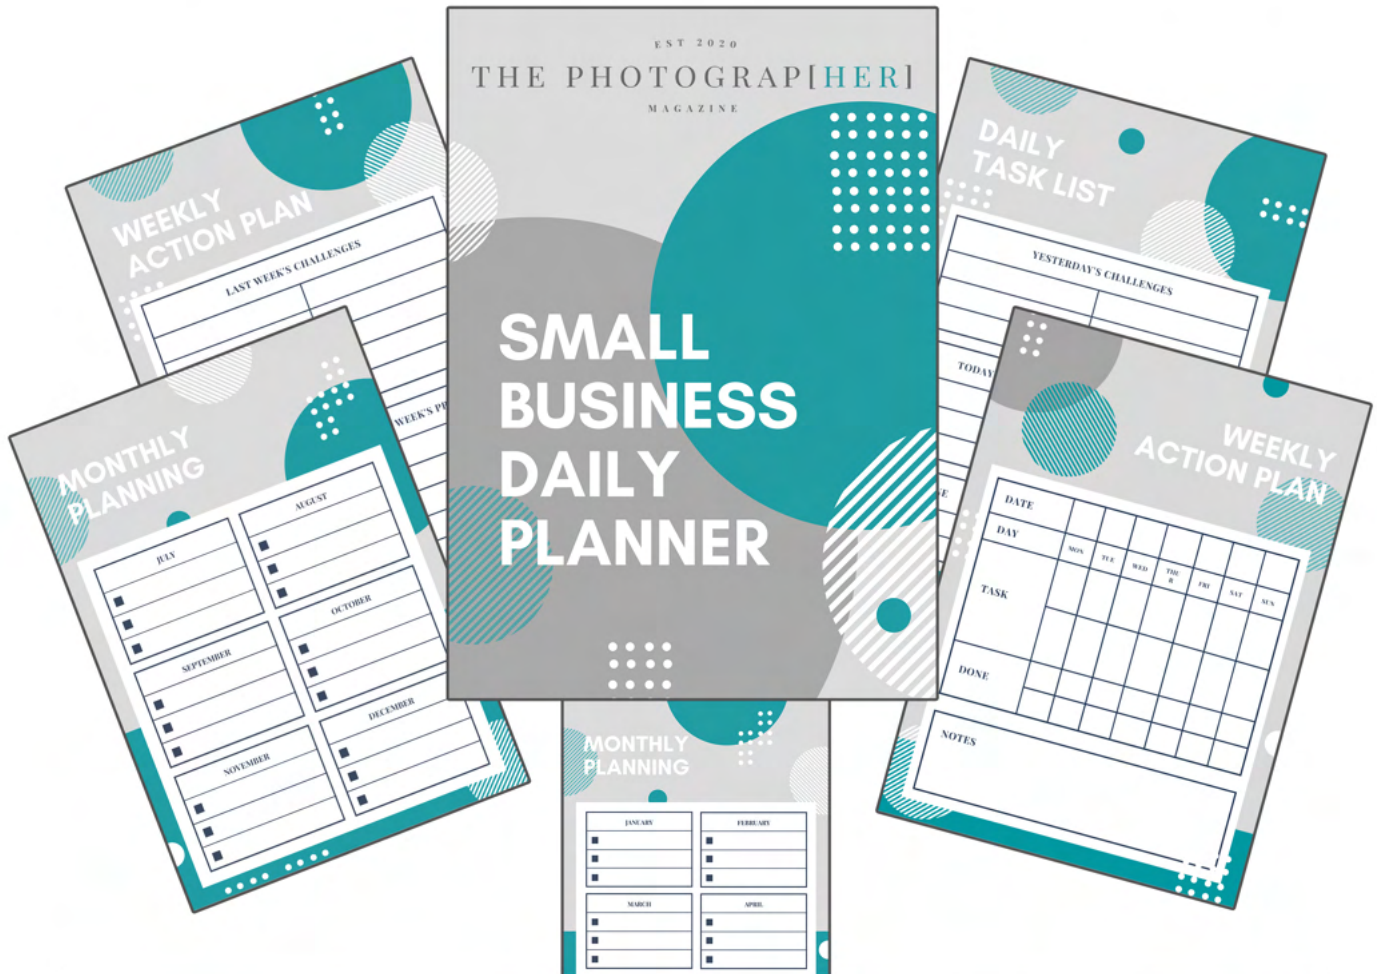 EST 2020
THE PHOTOGRAP[HER]
MAGAZINE
SMALL
BUSINESS
DAILY
PLANNER
WEEKLY
ACTION PLAN
LAST WEEK'S CHALLENGES
WEEK'S
DAILY
TASK LIST
YESTERDAY'S CHALLENGES
MONTHLY
PLANNING
JULY
AUGUST
SEPTEMBER
OCTOBER
NOVEMBER
DECEMBER
MONTHLY
PLANNING
JANUARY
FEBRUARY
MARCH
APRIL
WEEKLY
ACTION PLAN
DATE
DAY
MON TUE WED THU FRI SAT SUN
R
TASK
DONE
NOTES